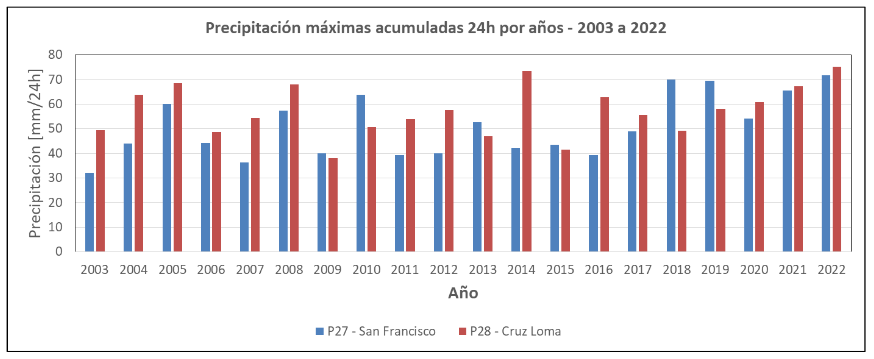 Precipitación máximas acumuladas 24h por años - 2003 a 2022
Precipitación [mm/24h]
80
70
60
50
40
30
20
10
0
2003 2004 2005 2006 2007 2008 2009 2010 2011 2012 2013 2014 2015 2016 2017 2018 2019 2020 2021 2022
Año
P27 - San Francisco P28 - Cruz Loma